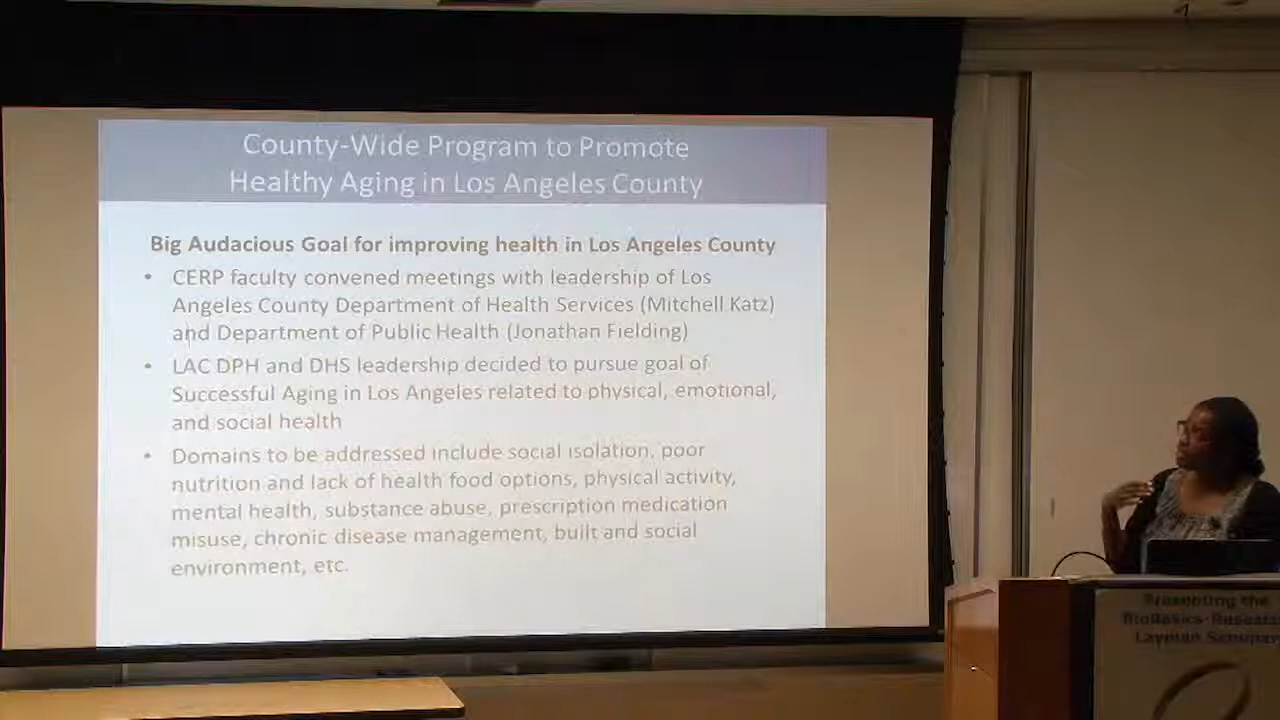 County-Wide Program to Promote
Healthy Aging in Los Angeles County
Big Audacious Goal for improving health in Los Angeles County
• CERP faculty convened meetings with leadership of Los
Angeles County Department of Health Services (Mitchell Katz)
and Department of Public Health (Jonathan Fielding)
• LAC DPH and DHS leadership decided to pursue goal of
Successful Aging in Los Angeles related to physical, emotional,
and social health
• Domains to be addressed include social isolation, poor
nutrition and lack of health food options, physical activity,
mental health, substance abuse, prescription medication
misuse, chronic disease management, built and social
environment, etc.
Presenting the
Layman Seminar